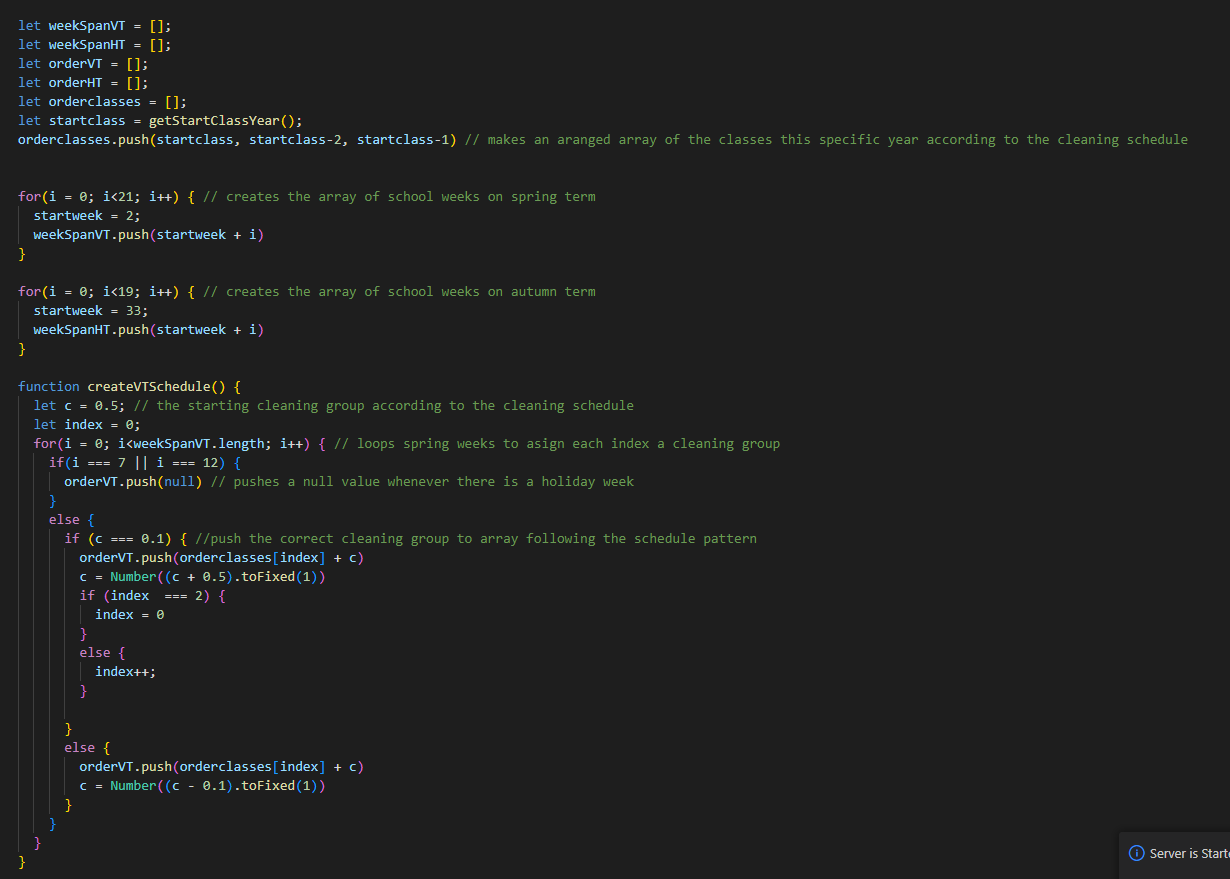 let weekSpanVT = [];
let weekSpanHT = [];
let orderVT = [];
let orderHT = [];
let orderclasses = [];
let startclass = getStartClassYear();
orderclasses.push(startclass, startclass-2, startclass-1) // makes an aranged array of the classes this specific year according to the cleaning schedule
for(i = 0; i<21; i++) { // creates the array of school weeks on spring term
startweek = 2;
weekSpanVT.push(startweek + i)
}
for(i = 0; i<19; i++) { // creates the array of school weeks on autumn term
startweek = 33;
weekSpanHT.push(startweek + i)
}
function createVTSchedule() {
let c = 0.5; // the starting cleaning group according to the cleaning schedule
let index = 0;
for(i = 0; i<weekSpanVT.length; i++) { // loops spring weeks to asign each index a cleaning group
if(i === 7 || i === 12) {
orderVT.push(null) // pushes a null value whenever there is a holiday week
}
else {
if (c === 0.1) { //push the correct cleaning group to array following the schedule pattern
orderVT.push(orderclasses[index] + c)
c = Number((c + 0.5).toFixed(1))
if (index  === 2) {
index = 0
}
else {
index++;
}
}
else {
orderVT.push(orderclasses[index] + c)
c = Number((c - 0.1).toFixed(1))
}
}
}
}
Server is